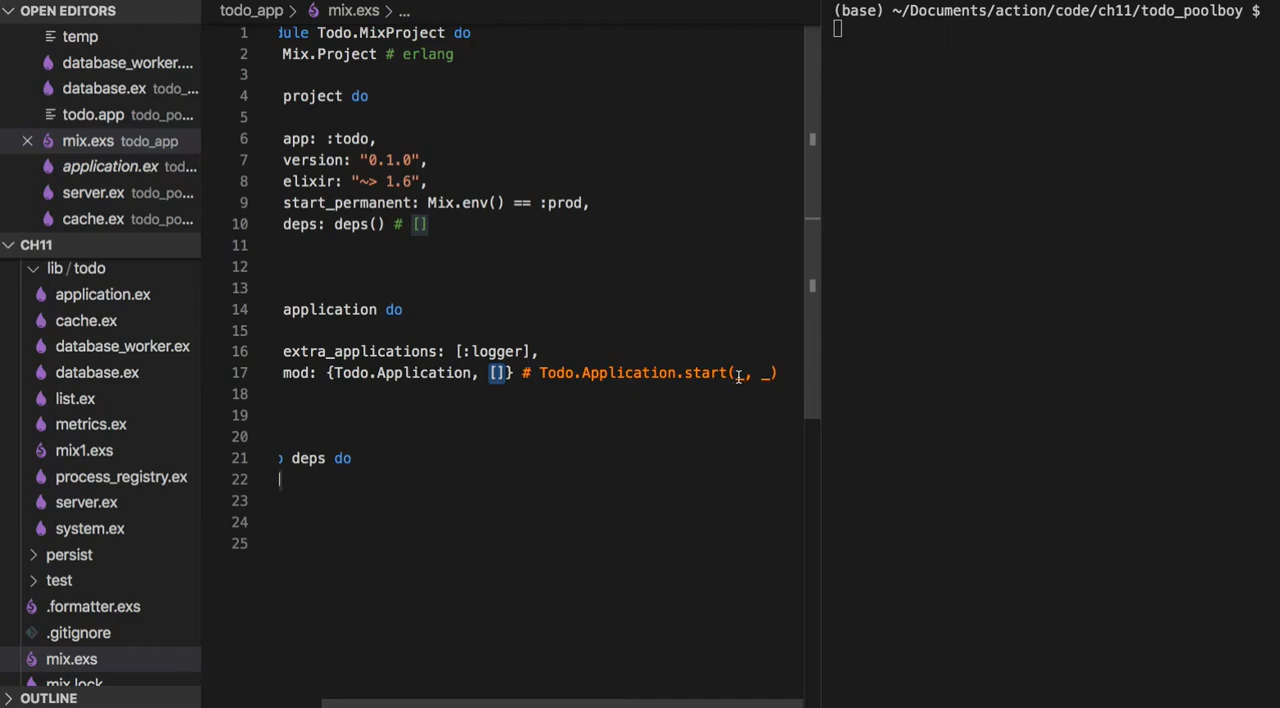 OPEN EDITORS
temp
database_worker....
database.ex todo_...
todo.app todo_po...
mix.exs todo_app
application.ex tod...
server.ex todo_po...
cache.ex todo_po...
CH11
lib / todo
application.ex
cache.ex
database_worker.ex
database.ex
list.ex
metrics.ex
mix1.exs
process_registry.ex
server.ex
system.ex
persist
test
.formatter.exs
.gitignore
mix.exs
mix.lock
OUTLINE
todo_app > mix.exs > ...
1 dule Todo.MixProject do
2 Mix.Project # erlang
3
4 project do
5
6 app: :todo,
7 version: "0.1.0",
8 elixir: "~> 1.6",
9 start_permanent: Mix.env() == :prod,
10 deps: deps() # []
11
12
13
14 application do
15
16 extra_applications: [:logger],
17 mod: {Todo.Application, []} # Todo.Application.start(_, _)
18
19
20
21 deps do
22
23
24
25
(base) ~/Documents/action/code/ch11/todo_poolboy $